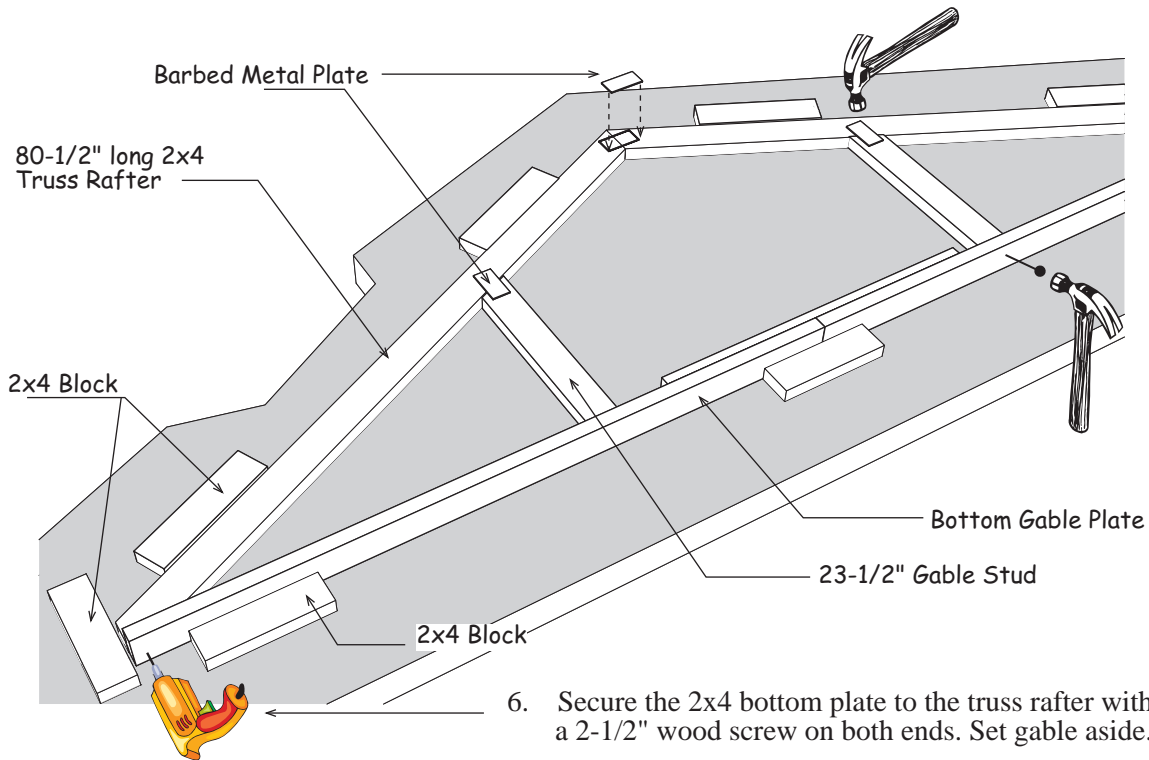 Barbed Metal Plate
80-1/2" long 2x4
Truss Rafter
2x4 Block
Bottom Gable Plate
23-1/2" Gable Stud
2x4 Block
6. Secure the 2x4 bottom plate to the truss rafter with
a 2-1/2" wood screw on both ends. Set gable aside.